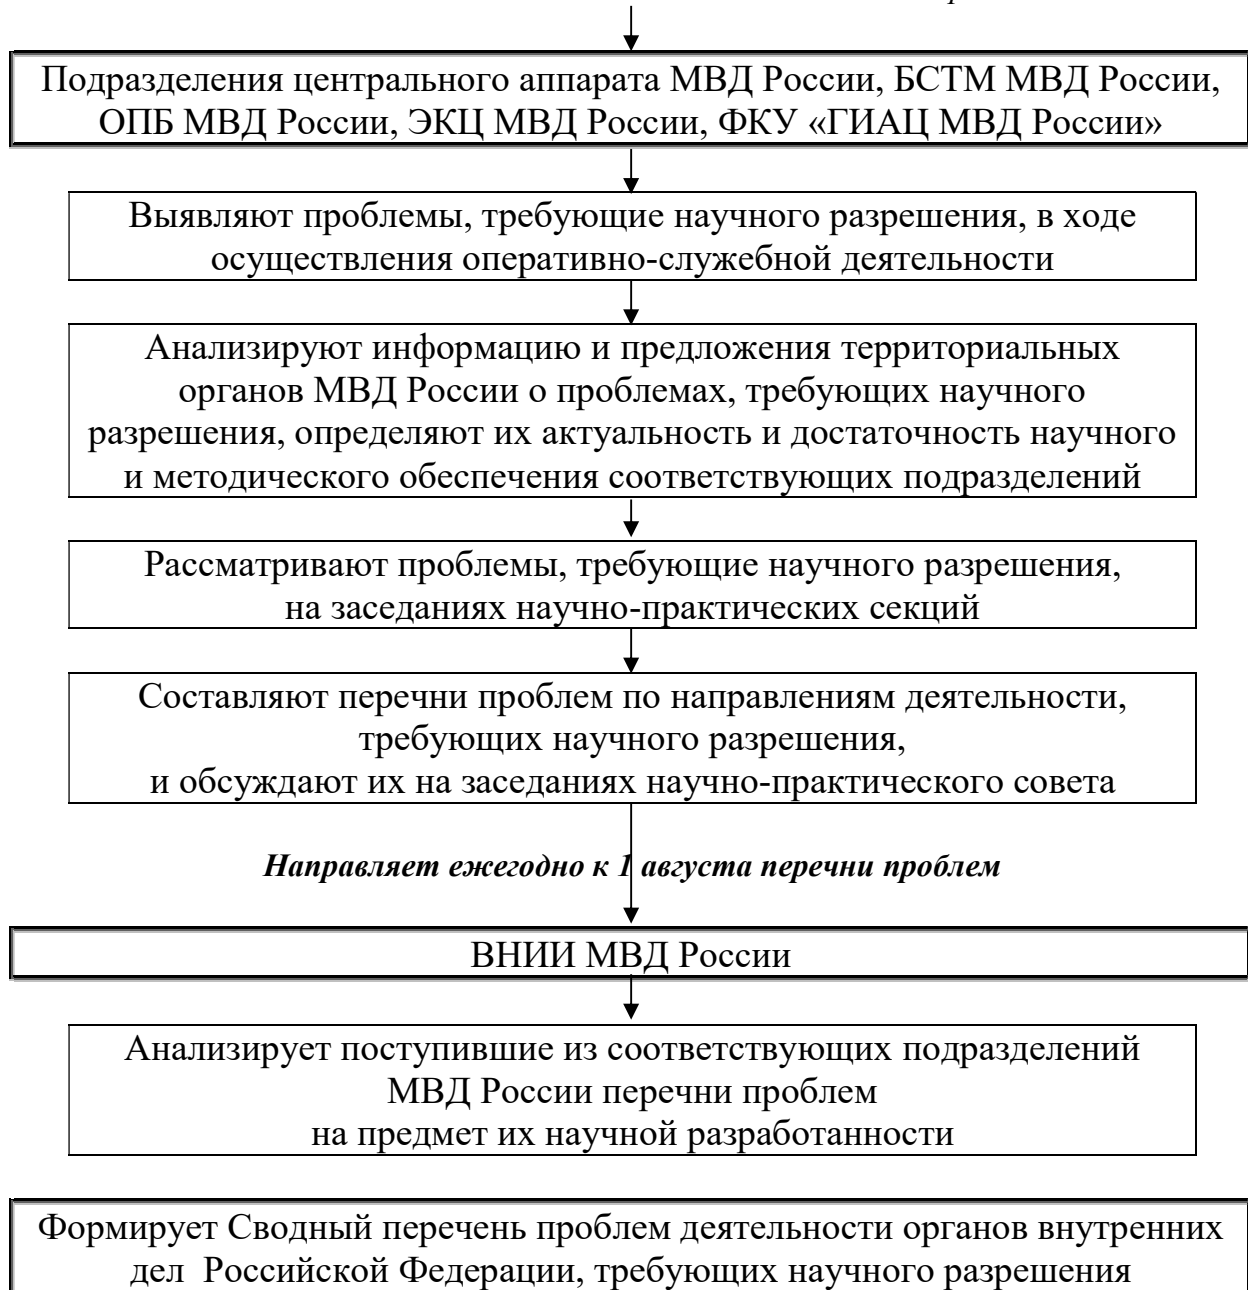 Подразделения центрального аппарата МВД России, БСТМ МВД России,
ОПБ МВД России, ЭКЦ МВД России, ФКУ «ГИАЦ МВД России»
Выявляют проблемы, требующие научного разрешения, в ходе
осуществления оперативно-служебной деятельности
Анализируют информацию и предложения территориальных
органов МВД России о проблемах, требующих научного
разрешения, определяют их актуальность и достаточность научного
и методического обеспечения соответствующих подразделений
Рассматривают проблемы, требующие научного разрешения,
на заседаниях научно-практических секций
Составляют перечни проблем по направлениям деятельности,
требующих научного разрешения,
и обсуждают их на заседаниях научно-практического совета
Направляет ежегодно к 1 августа перечни проблем
ВНИИ МВД России
Анализирует поступившие из соответствующих подразделений
МВД России перечни проблем
на предмет их научной разработанности
Формирует Сводный перечень проблем деятельности органов внутренних
дел Российской Федерации, требующих научного разрешения